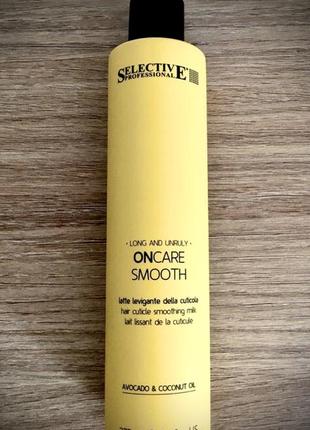 SELECTIVE
PROFESSIONAL
• LONG AND UNRULY •
ONCARE
SMOOTH
latte levigante della cuticola
hair cuticle smoothing milk
lait lissant de la cuticule
AVOCADO & COCONUT OIL